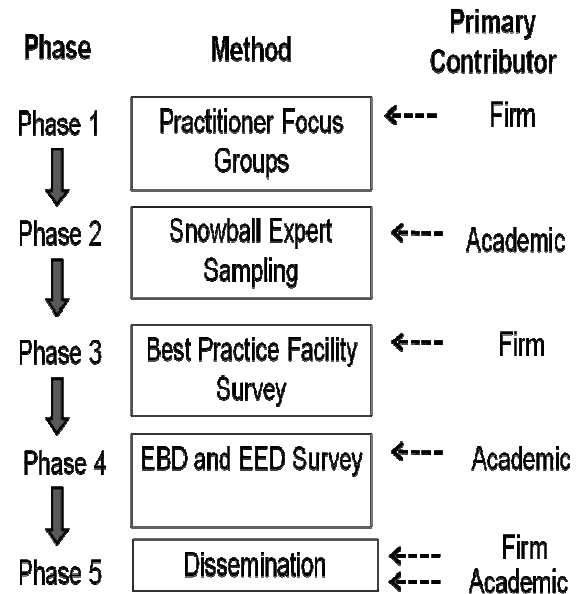 Phase Method Primary Contributor
Phase 1 Practitioner Focus Groups Firm
Phase 2 Snowball Expert Sampling Academic
Phase 3 Best Practice Facility Survey Firm
Phase 4 EBD and EED Survey Academic
Phase 5 Dissemination Firm
Academic